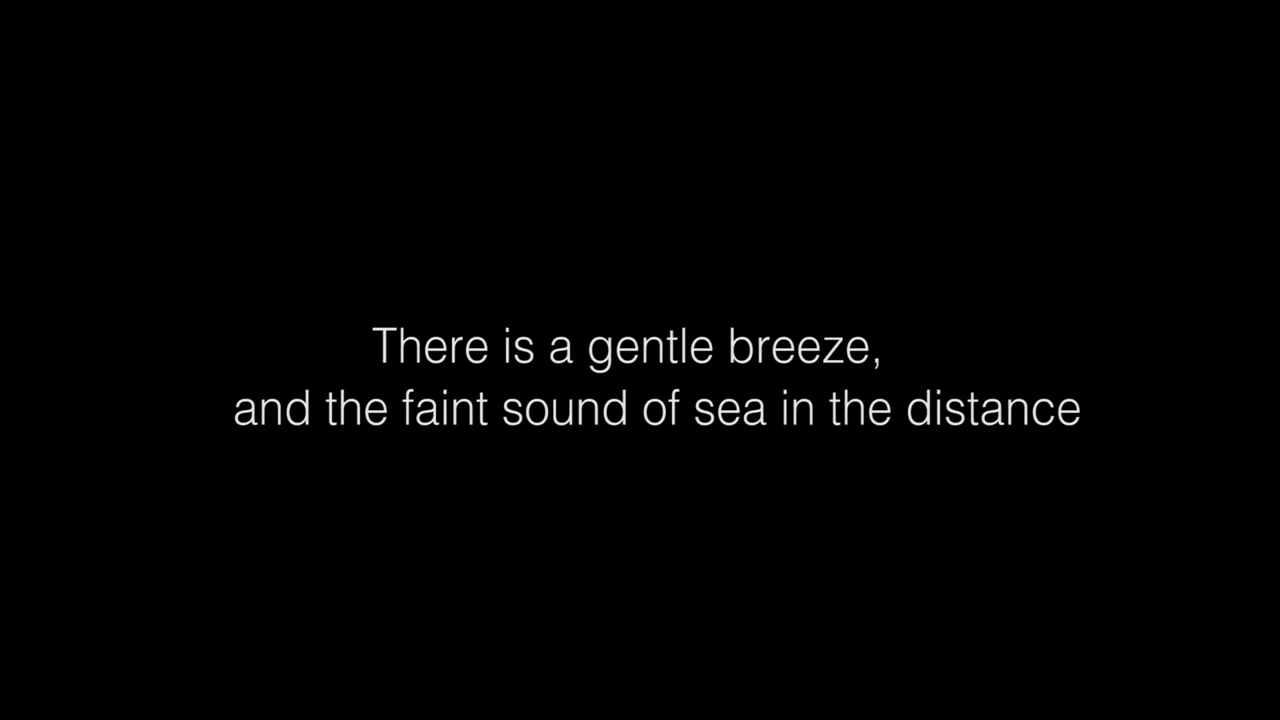 There is a gentle breeze,
and the faint sound of sea in the distance